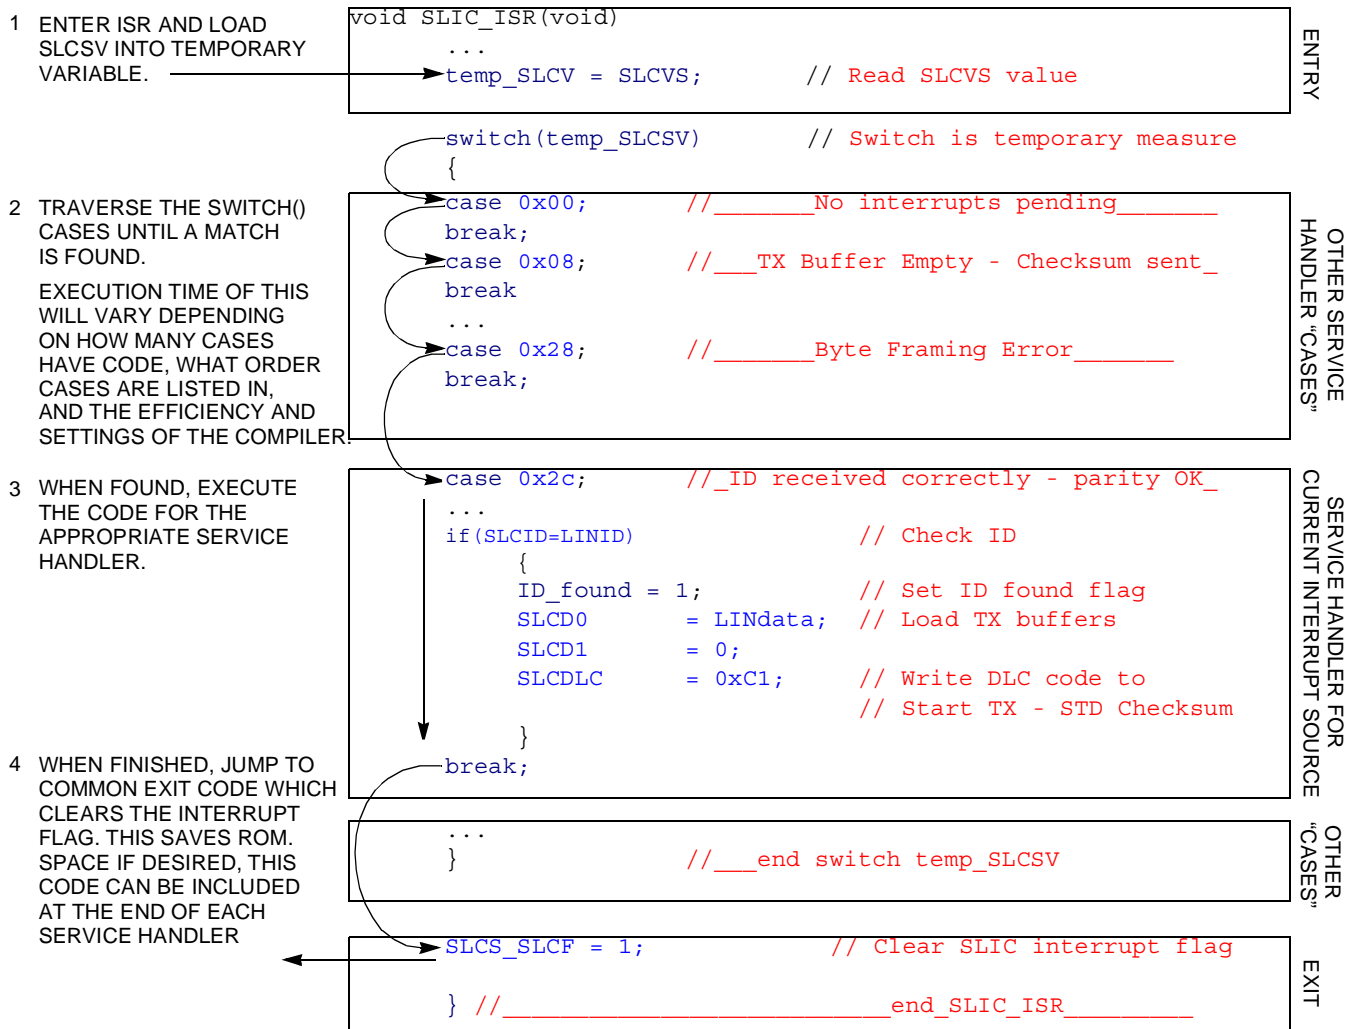 1 ENTER ISR AND LOAD
SLCSV INTO TEMPORARY
VARIABLE.
void SLIC_ISR(void)
...
temp_SLCV = SLCVS; // Read SLCVS value
ENTRY
switch(temp_SLCSV) // Switch is temporary measure
{
2 TRAVERSE THE SWITCH()
CASES UNTIL A MATCH
IS FOUND.
EXECUTION TIME OF THIS
WILL VARY DEPENDING
ON HOW MANY CASES
HAVE CODE, WHAT ORDER
CASES ARE LISTED IN,
AND THE EFFICIENCY AND
SETTINGS OF THE COMPILER.
case 0x00; //_______No interrupts pending_______
break;
case 0x08; //___TX Buffer Empty - Checksum sent_
break
...
case 0x28; //_______Byte Framing Error_______
break;
OTHER SERVICE
HANDLER “CASES”
3 WHEN FOUND, EXECUTE
THE CODE FOR THE
APPROPRIATE SERVICE
HANDLER.
case 0x2c; //_ID received correctly - parity OK_
...
if(SLCID=LINID) // Check ID
{
ID_found = 1; // Set ID found flag
SLCD0 = LINdata; // Load TX buffers
SLCD1 = 0;
SLCDLC = 0xC1; // Write DLC code to
// Start TX - STD Checksum
}
break;
SERVICE HANDLER FOR
CURRENT INTERRUPT SOURCE
4 WHEN FINISHED, JUMP TO
COMMON EXIT CODE WHICH
CLEARS THE INTERRUPT
FLAG. THIS SAVES ROM.
SPACE IF DESIRED, THIS
CODE CAN BE INCLUDED
AT THE END OF EACH
SERVICE HANDLER
...
} //___end switch temp_SLCSV
OTHER
“CASES”
SLCS_SLCF = 1; // Clear SLIC interrupt flag
} //___________________________end_SLIC_ISR_________
EXIT